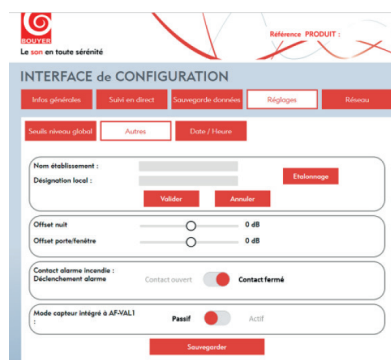 BOUYER
Le son en toute sérénité
Référence PRODUIT :
INTERFACE de CONFIGURATION
Infos générales
Suivi en direct
Sauvegarde données
Réglages
Réseau
Seuils niveau global
Autres
Date / Heure
Nom établissement :
Désignation local :
Etalonnage
Valider
Annuler
Offset nuit
0 dB
Offset porte/fenêtre
0 dB
Contact alarme incendie :
Déclenchement alarme
Contact ouvert
Contact fermé
Mode capteur intégré à AF-VAL1
:
Passif
Actif
Sauvegarder